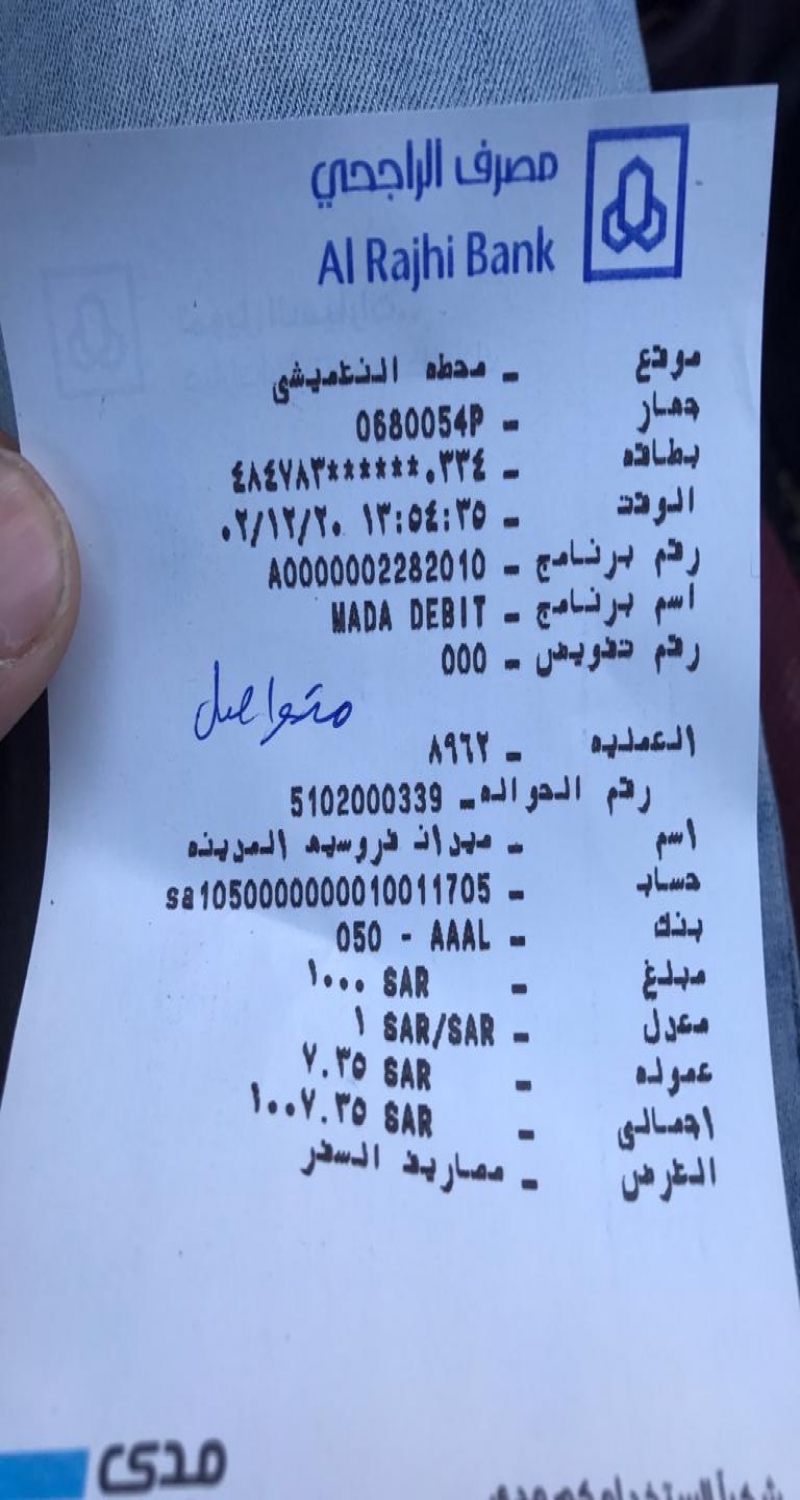 مصرف الراجحي
Al Rajhi Bank
موقع - محطه النغميشى
جهاز - 0680054P
بطاقه - ٤٨٤٧٨٣******٠٣٣٤
الوقت - ٠٢/١٢/٢٠ ١٣:٥٤:٣٥
رقم برنامج - A0000002282010
اسم برنامج - MADA DEBIT
رقم تفويض - 000
متواصل
العمليه - ٨٩٦٢
رقم الحواله - 5102000339
اسم - ميدان فروسيه المدينه
حساب - sa1050000000010011705
بنك - 050 - AAAL
مبلغ - ١٠٠٠ SAR
معدل - ١ SAR/SAR
عموله - ٧.٣٥ SAR
اجمالى - ١٠٠٧.٣٥ SAR
الغرض - مصاريف السفر
مدى